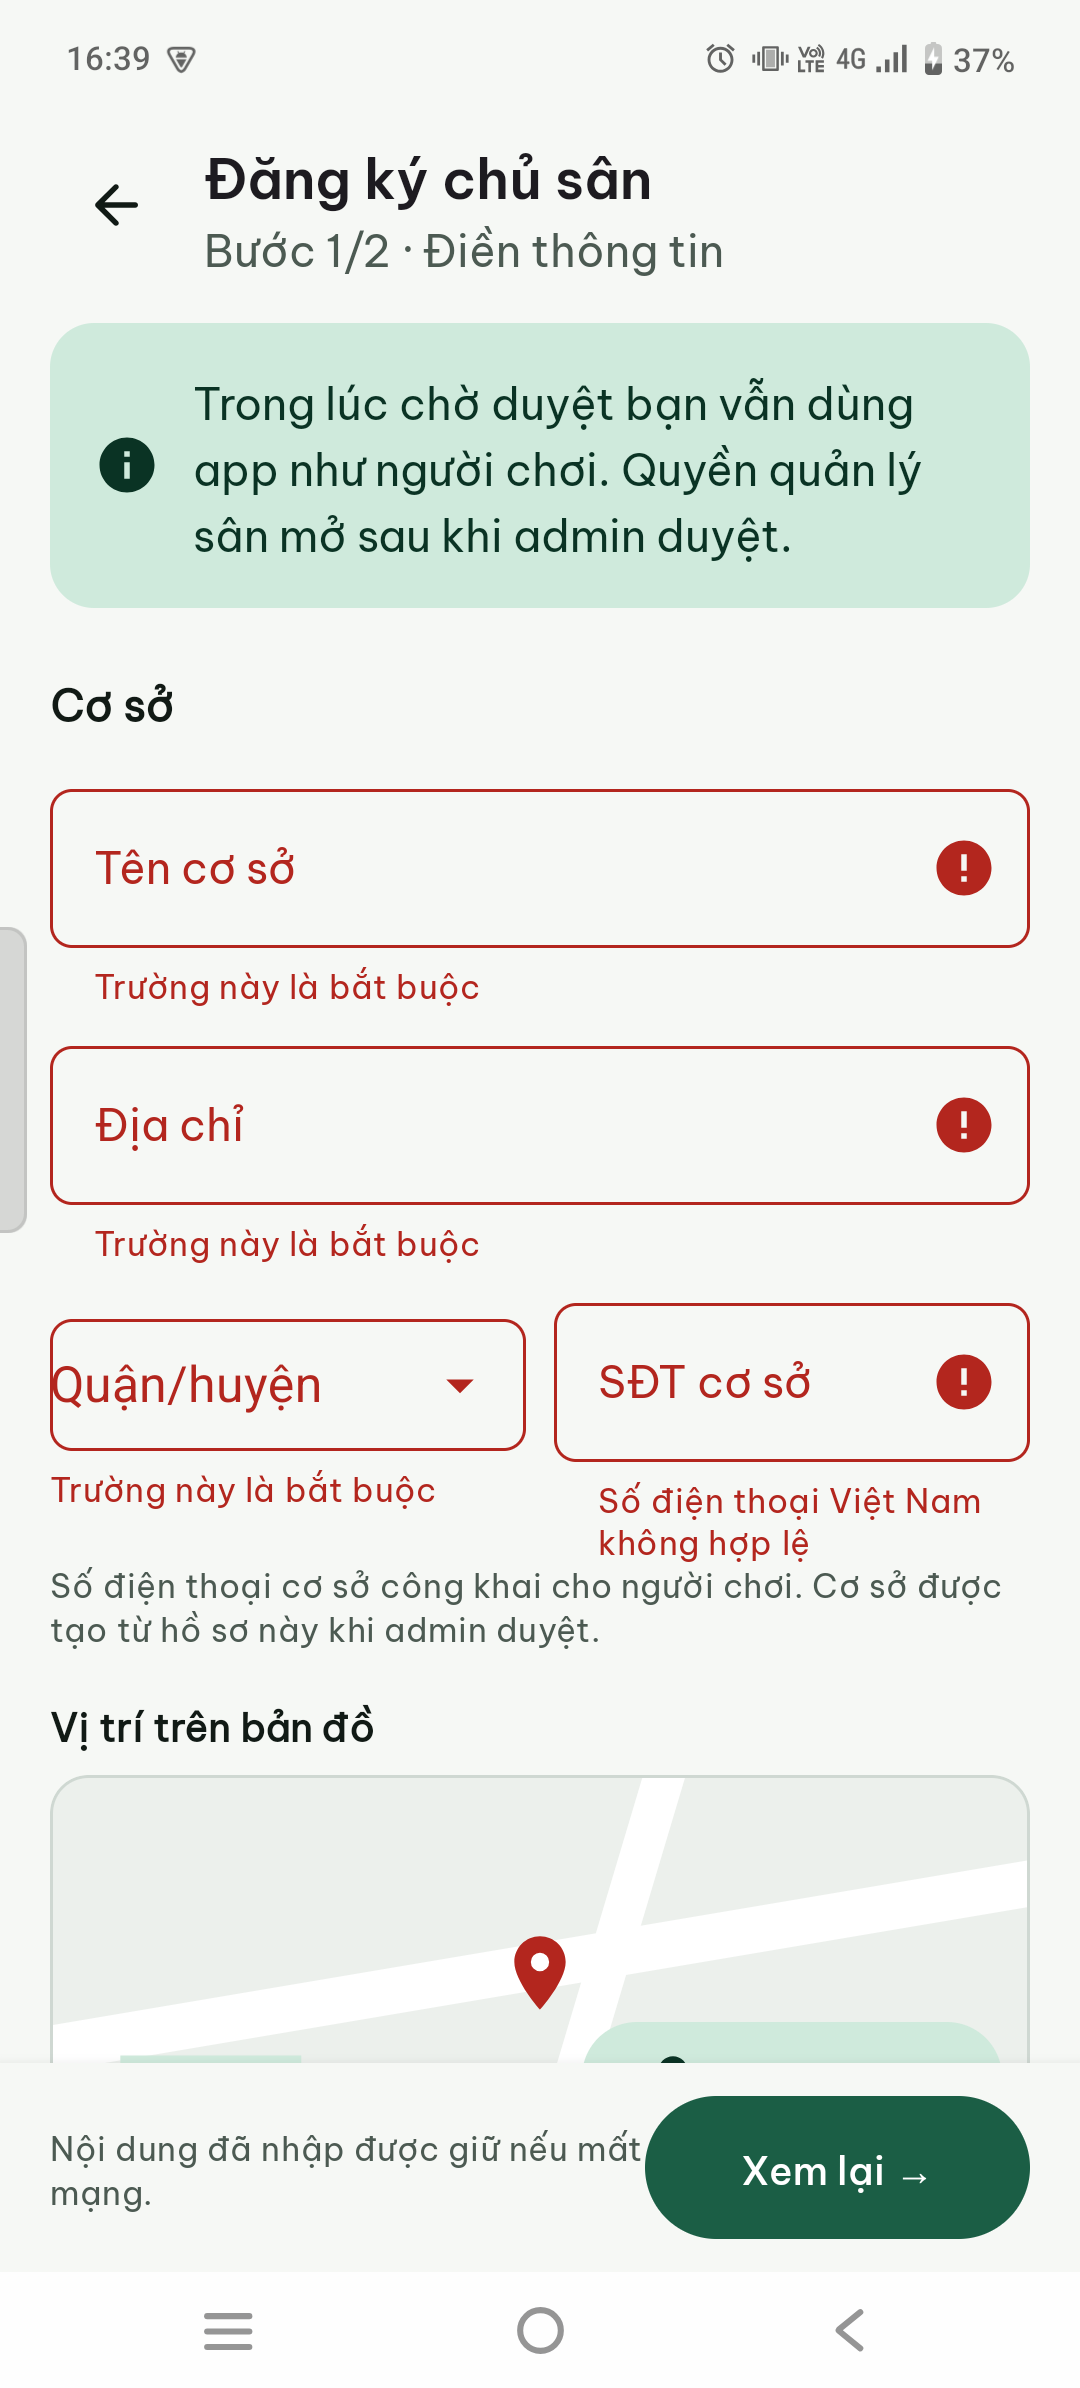 16:39
VoLTE 4G 37%
Đăng ký chủ sân
Bước 1/2 · Điền thông tin
Trong lúc chờ duyệt bạn vẫn dùng
app như người chơi. Quyền quản lý
sân mở sau khi admin duyệt.
Cơ sở
Tên cơ sở
Trường này là bắt buộc
Địa chỉ
Trường này là bắt buộc
Quận/huyện
Trường này là bắt buộc
SĐT cơ sở
Số điện thoại Việt Nam
không hợp lệ
Số điện thoại cơ sở công khai cho người chơi. Cơ sở được
tạo từ hồ sơ này khi admin duyệt.
Vị trí trên bản đồ
Nội dung đã nhập được giữ nếu mất
mạng.
Xem lại →